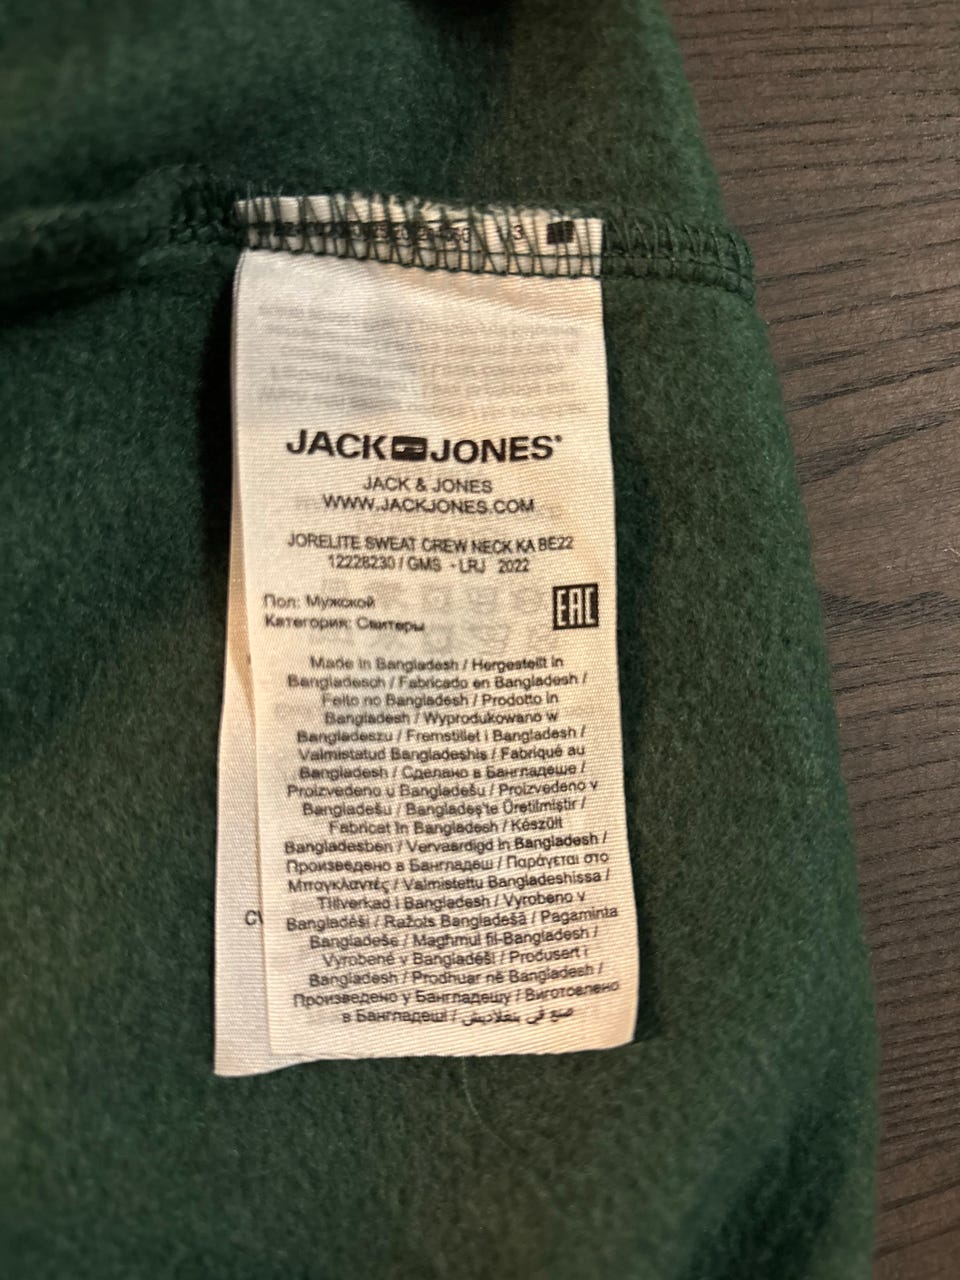 JACK JONES®
JACK & JONES
WWW.JACKJONES.COM
JORELITE SWEAT CREW NECK KA BE22
12228230 / GMS - LRJ 2022
Пол: Мужской
Категория: Свитеры
EAC
Made in Bangladesh / Hergestellt in
Bangladesch / Fabricado en Bangladesh /
Feito no Bangladesh / Prodotto in
Bangladesh / Wyprodukowano w
Bangladeszu / Fremstillet i Bangladesh /
Valmistatud Bangladeshis / Fabriqué au
Bangladesh / Сделано в Бангладеше /
Proizvedeno u Bangladešu / Proizvedeno v
Bangladešu / Bangladeş'te Üretilmiştir /
Fabricat în Bangladesh / Készült
Bangladesben / Vervaardigd in Bangladesh /
Произведено в Бангладеш / Παράγεται στο
Μπαγκλαντές / Valmistettu Bangladeshissa /
Tillverkad i Bangladesh / Vyrobeno v
Bangladéši / Ražots Bangladešā / Pagaminta
Bangladeše / Maghmul fil-Bangladesh /
Vyrobené v Bangladéši / Produsert i
Bangladesh / Prodhuar në Bangladesh /
Произведено у Бангладешу / Виготовлено
в Бангладеші / صنع في بنغلاديش